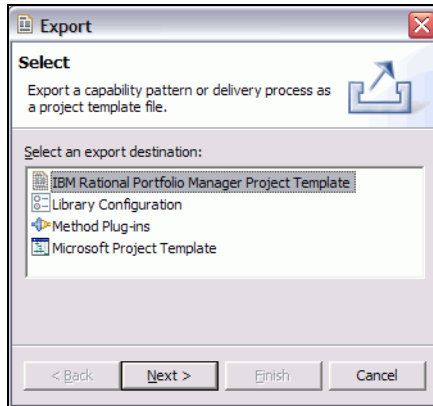 Export
Select
Export a capability pattern or delivery process as
a project template file.
Select an export destination:
IBM Rational Portfolio Manager Project Template
Library Configuration
Method Plug-ins
Microsoft Project Template
< Back
Next >
Finish
Cancel